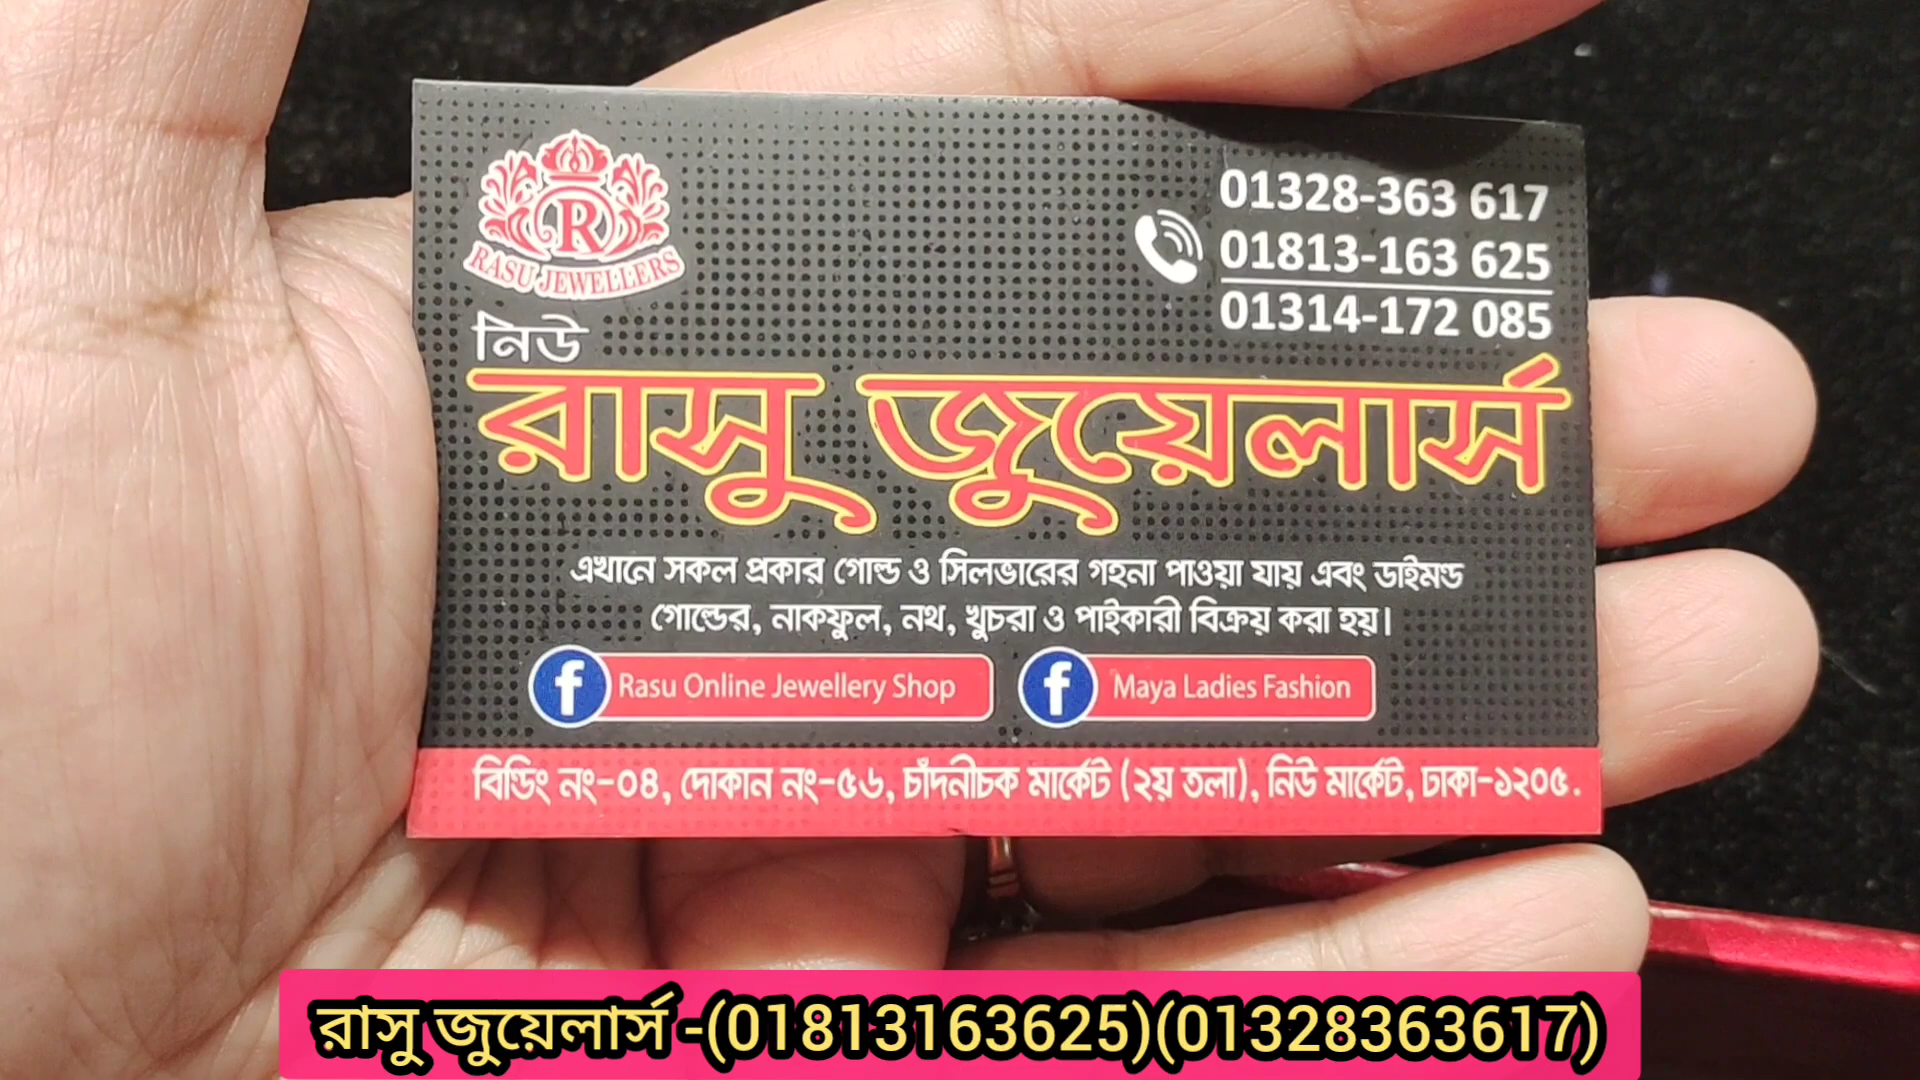 R
RASU JEWELLERS
01328-363 617
01813-163 625
01314-172 085
নিউ
রাসু জুয়েলার্স
এখানে সকল প্রকার গোল্ড ও সিলভারের গহনা পাওয়া যায় এবং ডাইমন্ড
গোল্ডের, নাকফুল, নথ, খুচরা ও পাইকারী বিক্রয় করা হয়।
f Rasu Online Jewellery Shop
f Maya Ladies Fashion
বিল্ডিং নং-০৪, দোকান নং-৫৬, চাঁদনীচক মার্কেট (২য় তলা), নিউ মার্কেট, ঢাকা-১২০৫.
রাসু জুয়েলার্স -(01813163625)(01328363617)